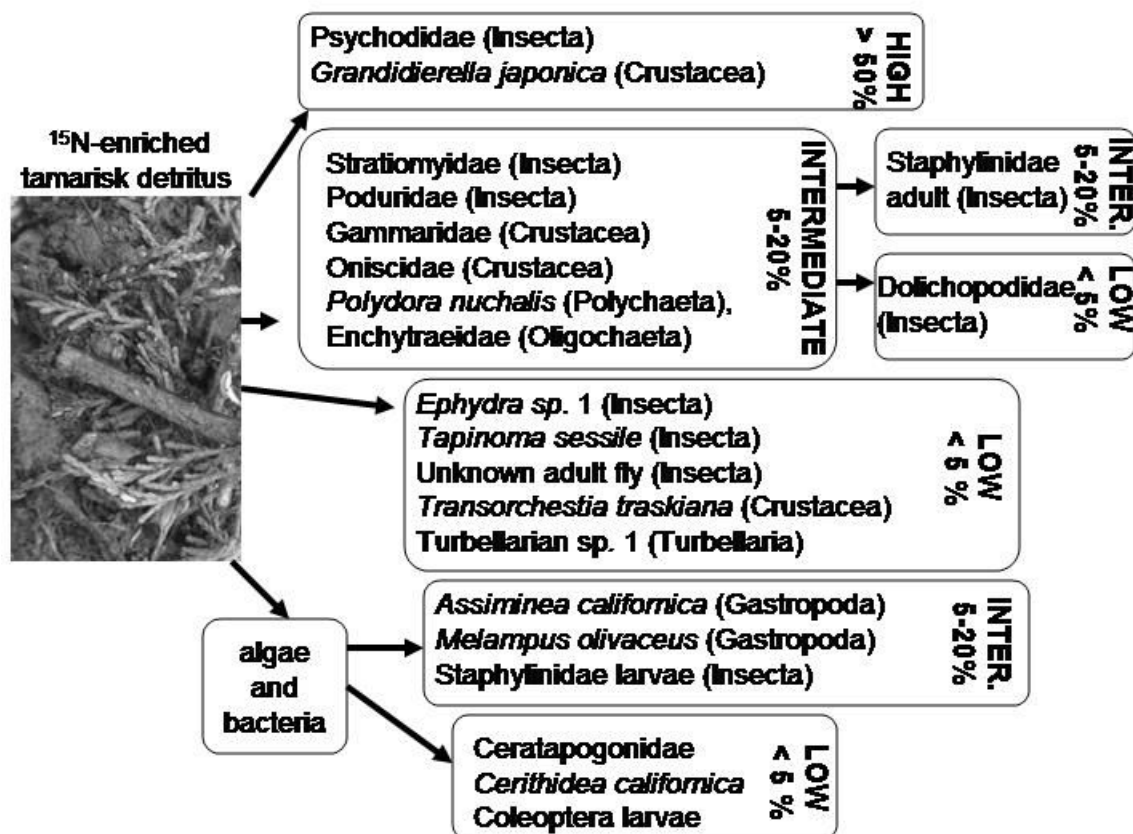 Psychodidae (Insecta)
Grandidierella japonica (Crustacea)
HIGH
> 50%
15N-enriched
tamarisk detritus
Stratiomyidae (Insecta)
Poduridae (Insecta)
Gammaridae (Crustacea)
Oniscidae (Crustacea)
Polydora nuchalis (Polychaeta),
Enchytraeidae (Oligochaeta)
INTERMEDIATE
5-20%
Staphylinidae
adult (Insecta)
INTER.
5-20%
Dolichopodidae
(Insecta)
LOW
< 5%
Ephydra sp. 1 (Insecta)
Tapinoma sessile (Insecta)
Unknown adult fly (Insecta)
Transorchestia traskiana (Crustacea)
Turbellarian sp. 1 (Turbellaria)
LOW
< 5 %
algae
and
bacteria
Assiminea californica (Gastropoda)
Melampus olivaceus (Gastropoda)
Staphylinidae larvae (Insecta)
INTER.
5-20%
Ceratapogonidae
Cerithidea californica
Coleoptera larvae
LOW
< 5 %